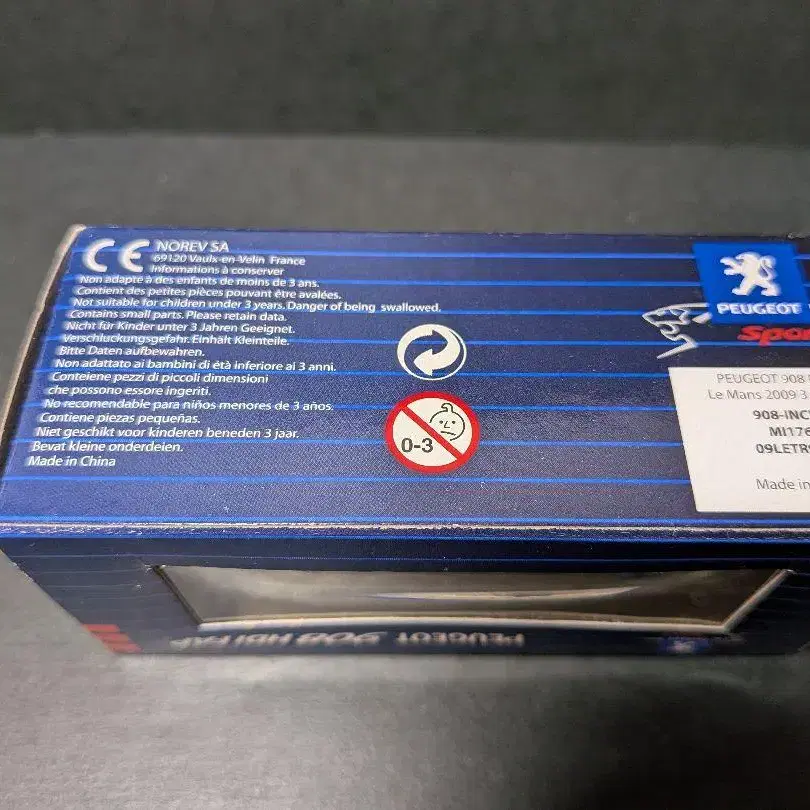 CE NOREV SA
69120 Vaulx-en-Velin France
Informations à conserver
Non adapté à des enfants de moins de 3 ans.
Contient des petites pièces pouvant être avalées.
Not suitable for children under 3 years. Danger of being swallowed.
Contains small parts. Please retain data.
Nicht für Kinder unter 3 Jahren Geeignet.
Verschluckungsgefahr. Einhält Kleinteile.
Bitte Daten aufbewahren.
Non adattato ai bambini di età inferiore ai 3 anni.
Conteiene pezzi di piccoli dimensioni
che possono essore ingeriti.
No recomendable para niños menores de 3 años.
Contiene piezas pequeñas.
Niet geschikt voor kinderen beneden 3 jaar.
Bevat kleine onderdeien.
Made in China
0-3
PEUGEOT
PEUGEOT 908
Le Mans 2009 3
908-INC
MI176
09LETR
Made in
PEUGEOT 908 HDI FAP